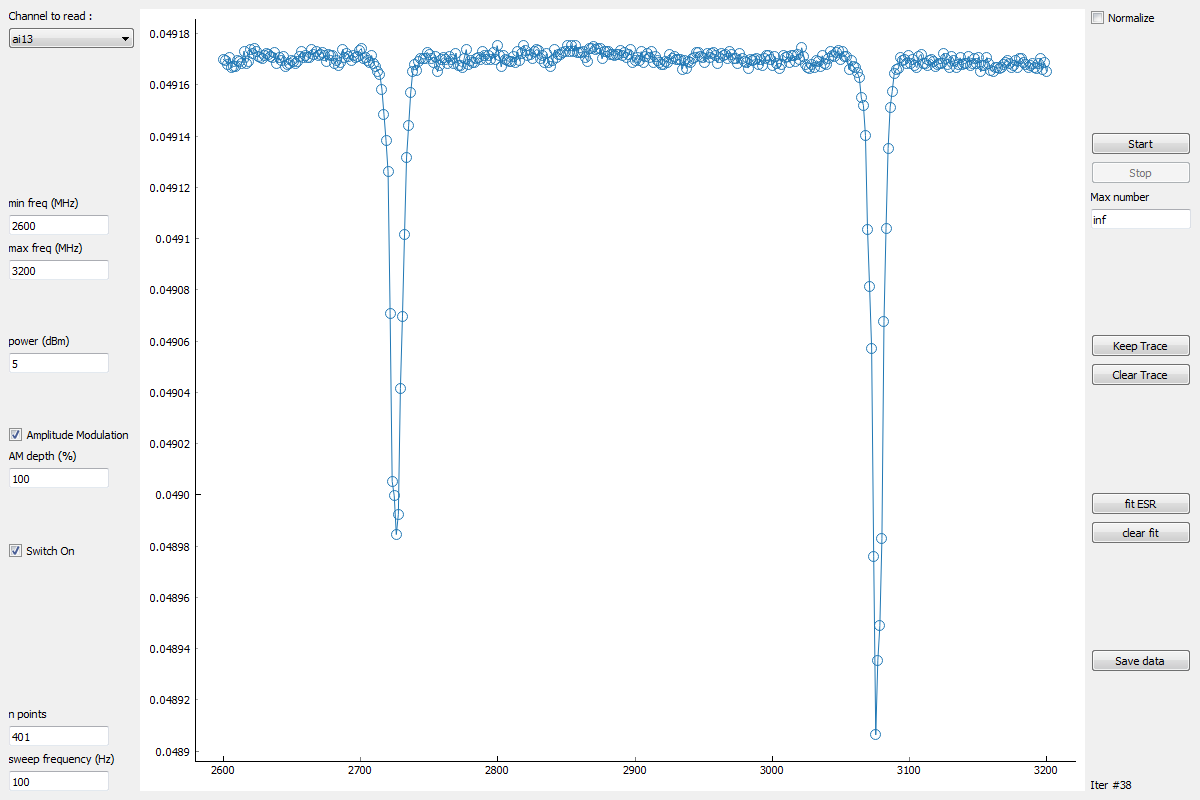 Channel to read :
ai13
min freq (MHz)
2600
max freq (MHz)
3200
power (dBm)
5
Amplitude Modulation
AM depth (%)
100
Switch On
n points
401
sweep frequency (Hz)
100
0.04918
0.04916
0.04914
0.04912
0.0491
0.04908
0.04906
0.04904
0.04902
0.0490
0.04898
0.04896
0.04894
0.04892
0.0489
2600 2700 2800 2900 3000 3100 3200
Normalize
Start
Stop
Max number
inf
Keep Trace
Clear Trace
fit ESR
clear fit
Save data
Iter #38